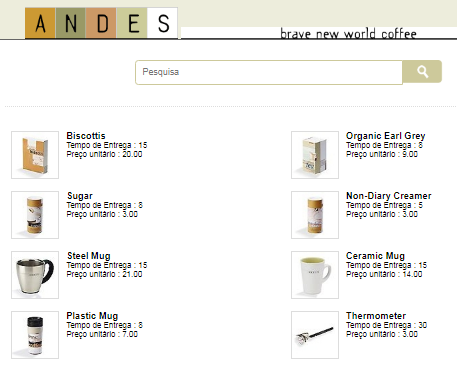 ANDES
brave new world coffee
Pesquisa
Biscottis
Tempo de Entrega : 15
Preço unitário : 20.00
Organic Earl Grey
Tempo de Entrega : 8
Preço unitário : 9.00
Sugar
Tempo de Entrega : 8
Preço unitário : 3.00
Non-Diary Creamer
Tempo de Entrega : 5
Preço unitário : 3.00
Steel Mug
Tempo de Entrega : 15
Preço unitário : 21.00
Ceramic Mug
Tempo de Entrega : 15
Preço unitário : 14.00
Plastic Mug
Tempo de Entrega : 8
Preço unitário : 7.00
Thermometer
Tempo de Entrega : 30
Preço unitário : 3.00